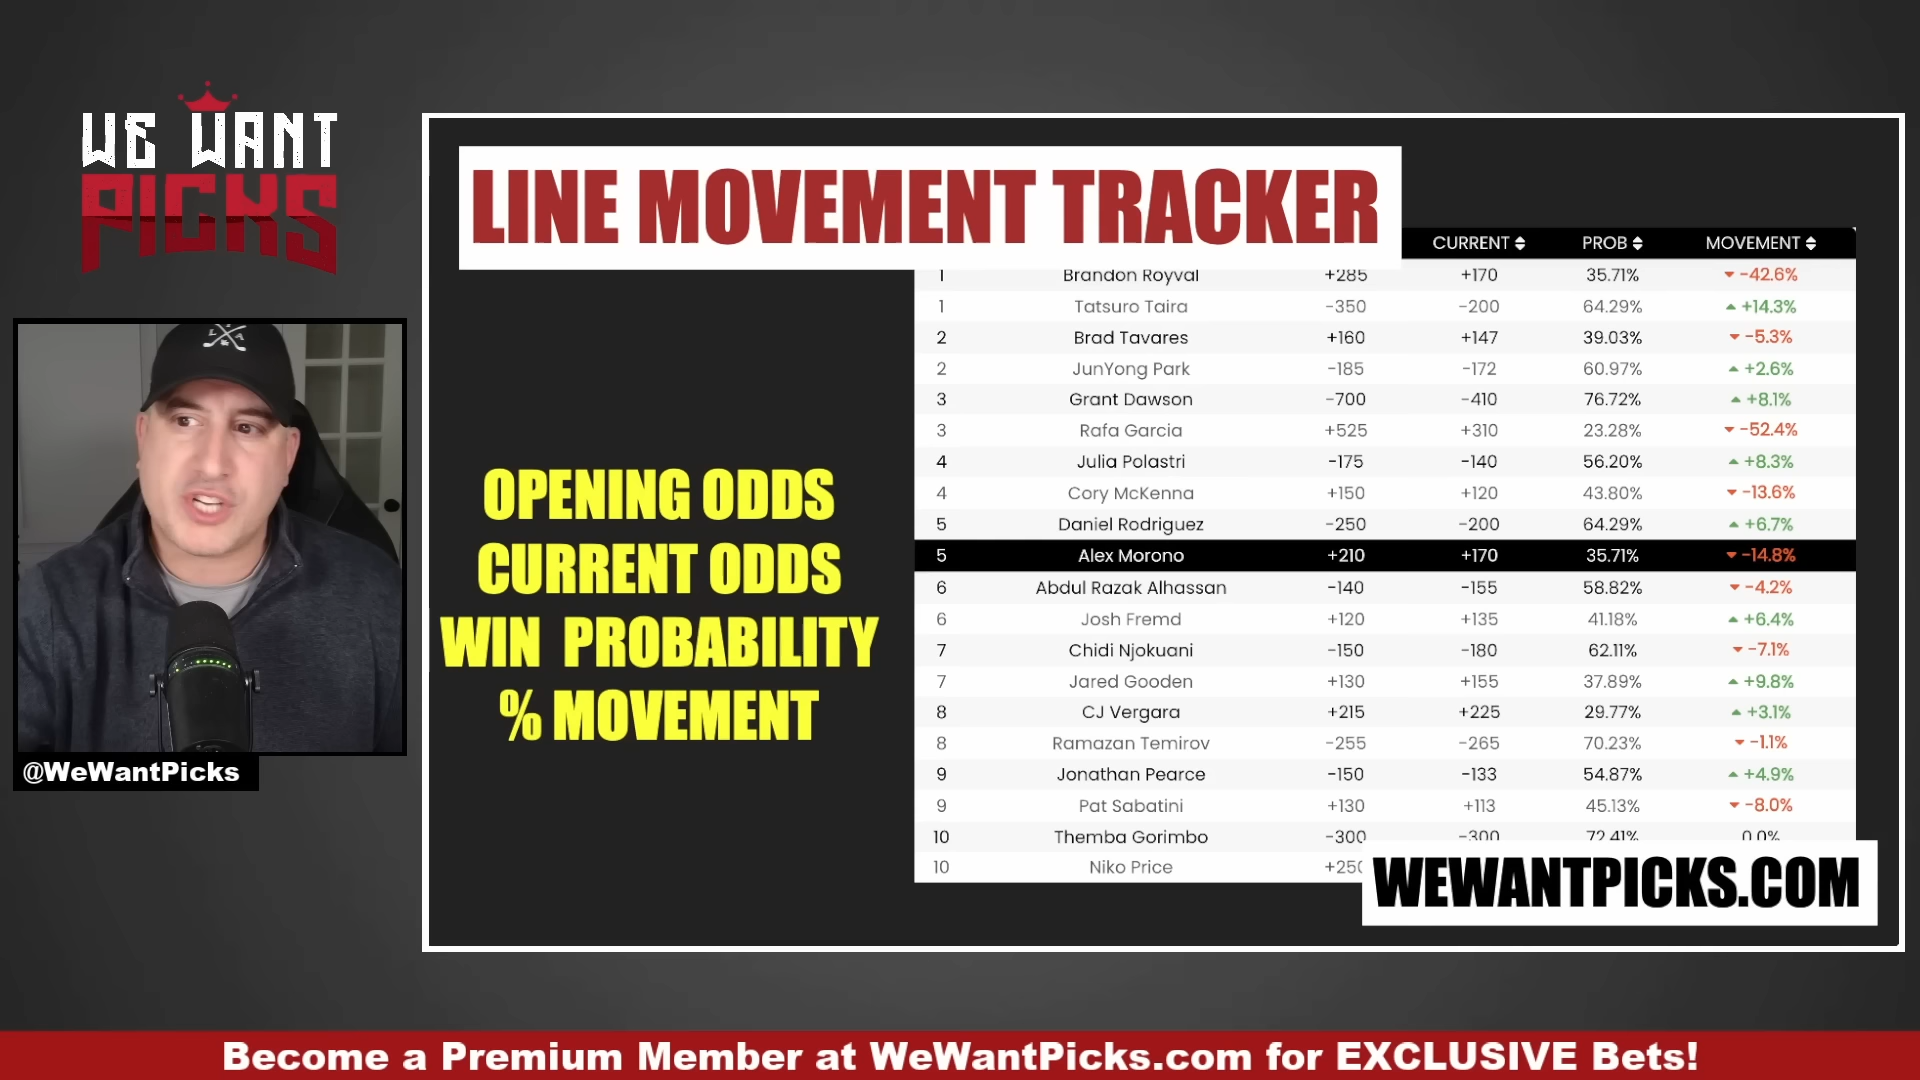 WE WANT
PICKS
LINE MOVEMENT TRACKER
CURRENT PROB MOVEMENT
1 Brandon Royval +285 +170 35.71% -42.6%
1 Tatsuro Taira -350 -200 64.29% +14.3%
2 Brad Tavares +160 +147 39.03% -5.3%
2 JunYong Park -185 -172 60.97% +2.6%
3 Grant Dawson -700 -410 76.72% +8.1%
3 Rafa Garcia +525 +310 23.28% -52.4%
4 Julia Polastri -175 -140 56.20% +8.3%
4 Cory McKenna +150 +120 43.80% -13.6%
5 Daniel Rodriguez -250 -200 64.29% +6.7%
5 Alex Morono +210 +170 35.71% -14.8%
6 Abdul Razak Alhassan -140 -155 58.82% -4.2%
6 Josh Fremd +120 +135 41.18% +6.4%
7 Chidi Njokuani -150 -180 62.11% -7.1%
7 Jared Gooden +130 +155 37.89% +9.8%
8 CJ Vergara +215 +225 29.77% +3.1%
8 Ramazan Temirov -255 -265 70.23% -1.1%
9 Jonathan Pearce -150 -133 54.87% +4.9%
9 Pat Sabatini +130 +113 45.13% -8.0%
10 Themba Gorimbo -300 -300 72.41% 0.0%
10 Niko Price +250
OPENING ODDS
CURRENT ODDS
WIN PROBABILITY
% MOVEMENT
@WeWantPicks
WEWANTPICKS.COM
Become a Premium Member at WeWantPicks.com for EXCLUSIVE Bets!